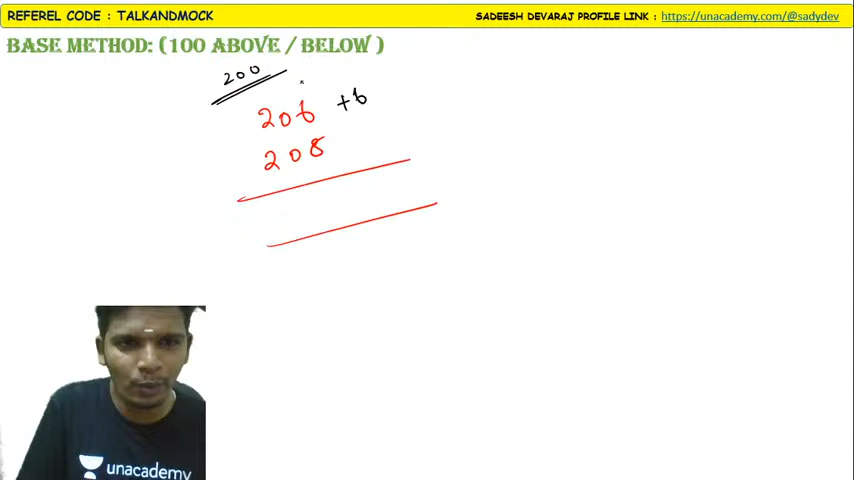 REFEREL CODE : TALKANDMOCK
SADEESH DEVARAJ PROFILE LINK : https://unacademy.com/@sadydev
BASE METHOD: (100 ABOVE / BELOW )
200
206 +6
208
unacademy